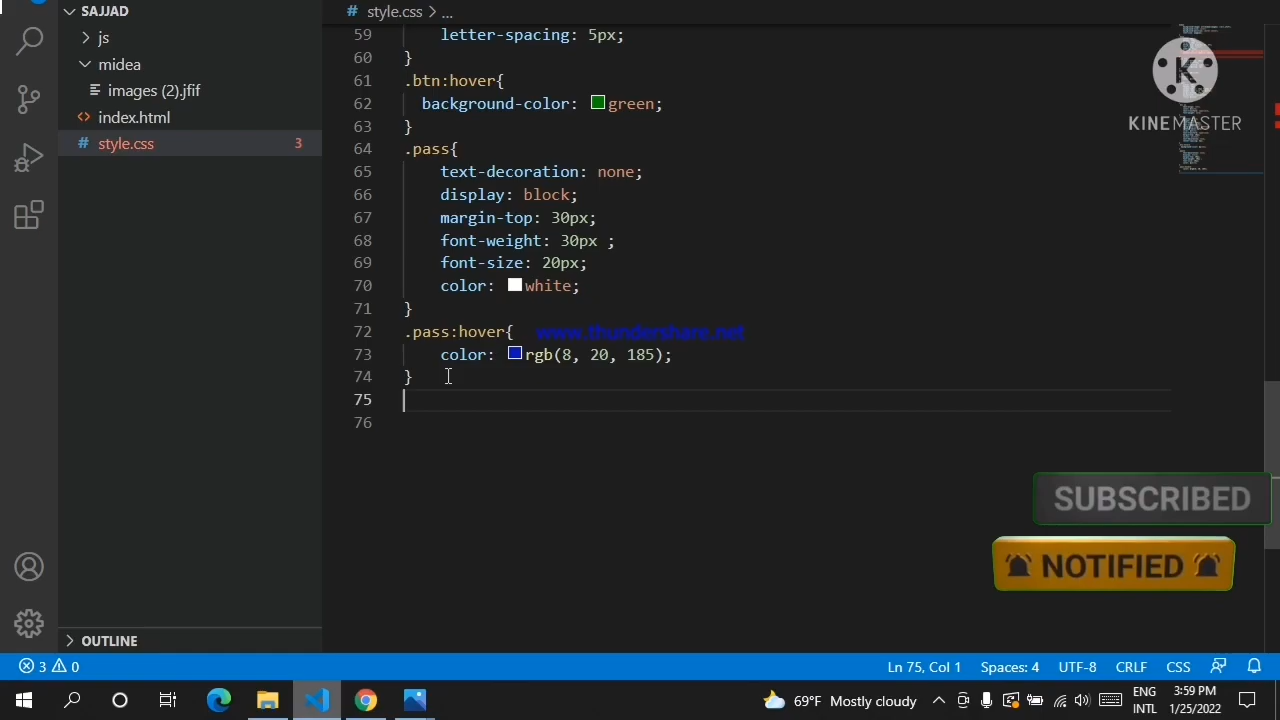 SAJJAD
js
midea
images (2).jfif
index.html
style.css 3
OUTLINE
style.css > ...
59 letter-spacing: 5px;
60 }
61 .btn:hover{
62 background-color: green;
63 }
64 .pass{
65 text-decoration: none;
66 display: block;
67 margin-top: 30px;
68 font-weight: 30px ;
69 font-size: 20px;
70 color: white;
71 }
72 .pass:hover{
www.thundershare.net
73 color: rgb(8, 20, 185);
74 }
75
76
K
KINEMASTER
SUBSCRIBED
NOTIFIED
3 0
Ln 75, Col 1 Spaces: 4 UTF-8 CRLF CSS
69°F Mostly cloudy
ENG
INTL
3:59 PM
1/25/2022